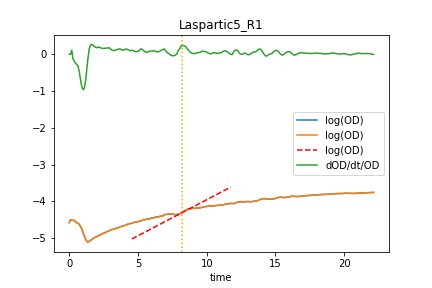 Laspartic5_R1
0
−1
−2
−3
−4
−5
log(OD)
log(OD)
log(OD)
dOD/dt/OD
0 5 10 15 20
time